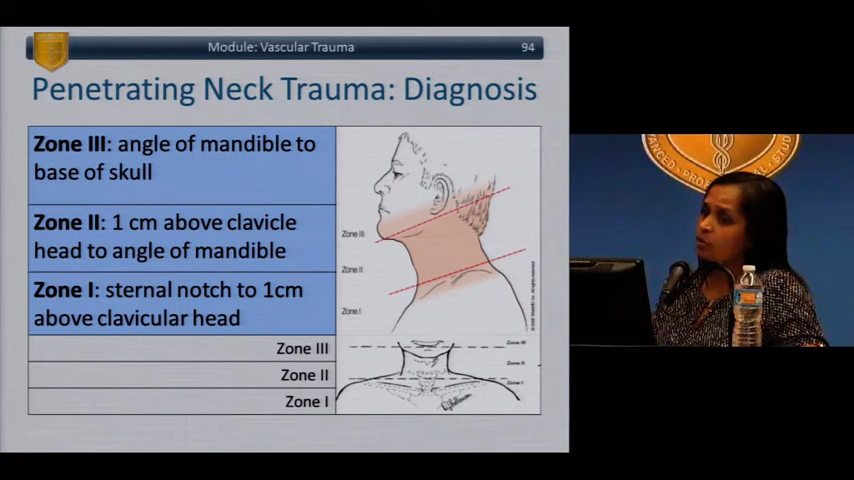 Module: Vascular Trauma
94
Penetrating Neck Trauma: Diagnosis
Zone III: angle of mandible to
base of skull
Zone II: 1 cm above clavicle
head to angle of mandible
Zone I: sternal notch to 1cm
above clavicular head
Zone III
Zone II
Zone I
Zone III
Zone II
Zone I
Zone III
Zone II
Zone I